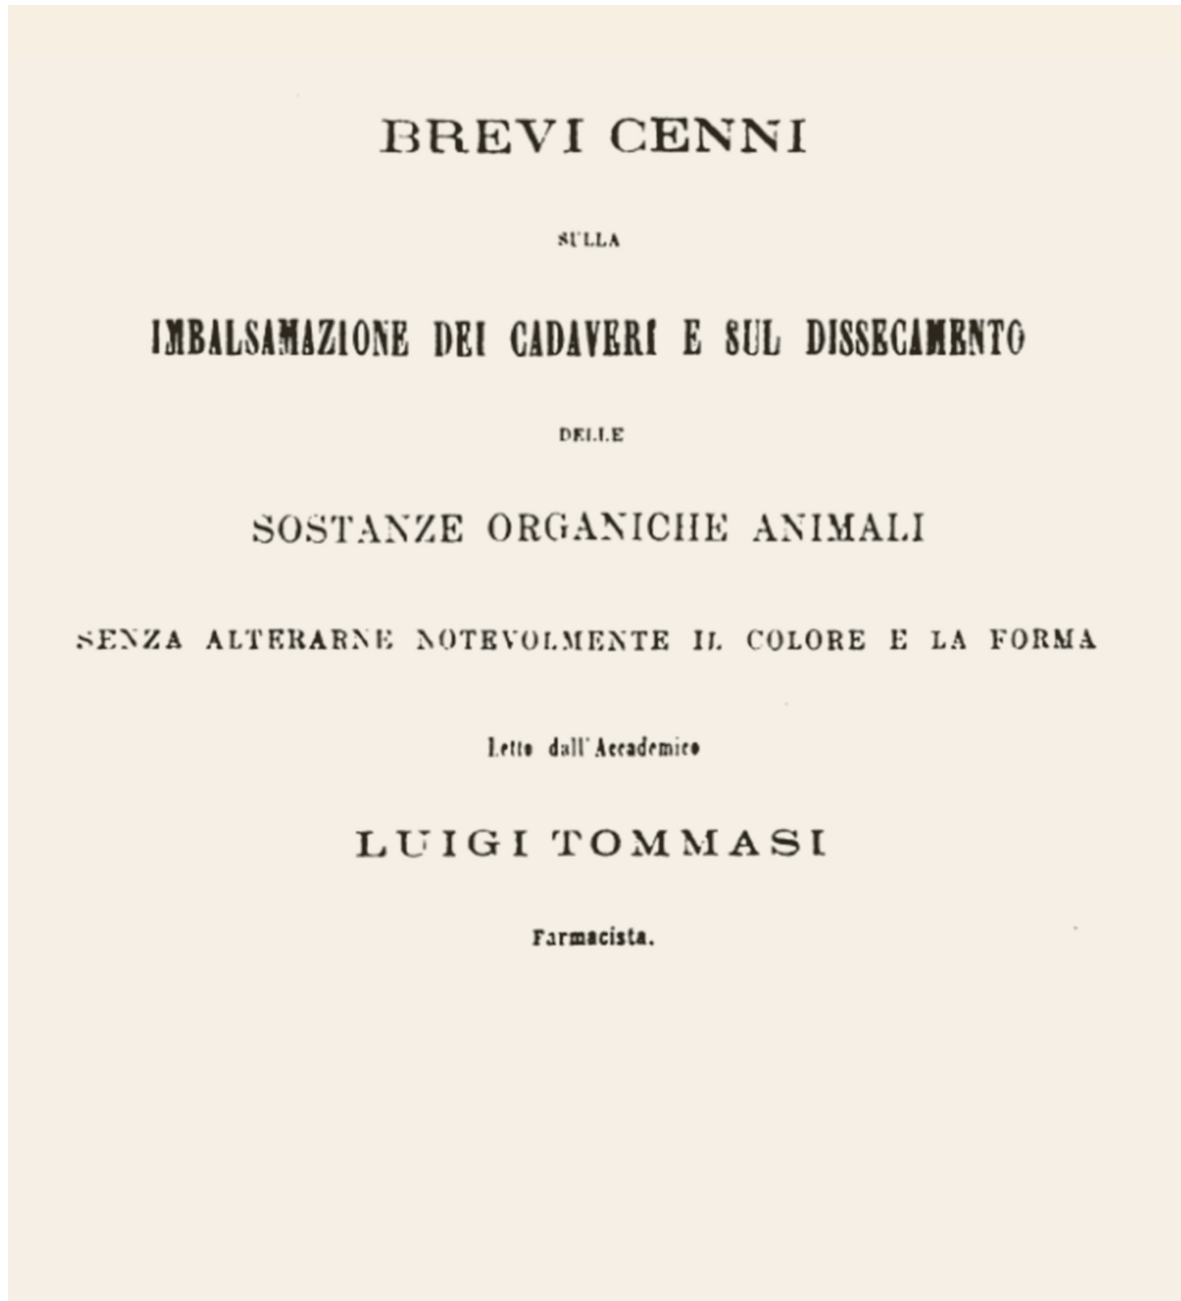 BREVI CENNI
SULLA
IMBALSAMAZIONE DEI CADAVERI E SUL DISSECAMENTO
DELLE
SOSTANZE ORGANICHE ANIMALI
SENZA ALTERARNE NOTEVOLMENTE IL COLORE E LA FORMA
Letto dall'Accademico
LUIGI TOMMASI
Farmacista.